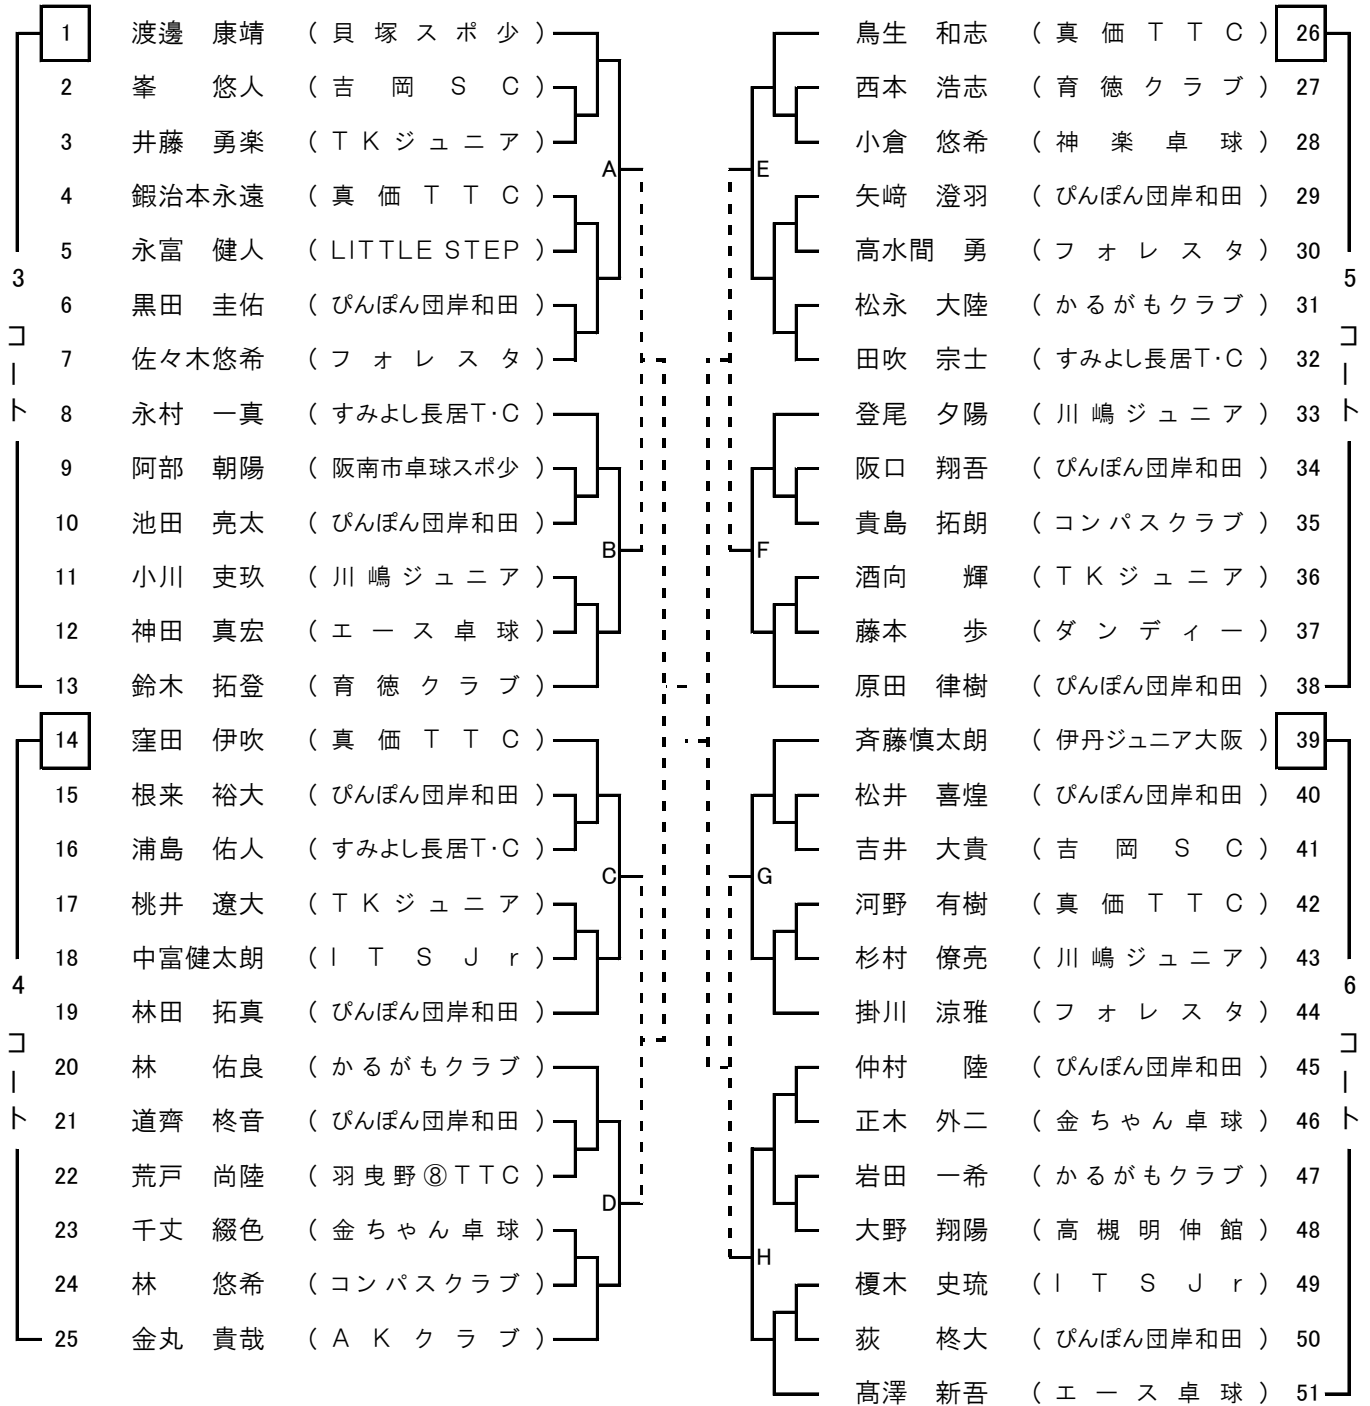 1 渡邊 康靖 (貝塚スポ少)
2 峯 悠人 (吉岡SC)
3 井藤 勇楽 (TKジュニア)
A
4 鍜治本永遠 (真価TTC)
5 永富 健人 (LITTLE STEP)
3コート
6 黒田 圭佑 (ぴんぽん団岸和田)
7 佐々木悠希 (フォレスタ)
8 永村 一真 (すみよし長居T・C)
9 阿部 朝陽 (阪南市卓球スポ少)
10 池田 亮太 (ぴんぽん団岸和田)
B
11 小川 吏玖 (川嶋ジュニア)
12 神田 真宏 (エース卓球)
13 鈴木 拓登 (育徳クラブ)
14 窪田 伊吹 (真価TTC)
15 根来 裕大 (ぴんぽん団岸和田)
16 浦島 佑人 (すみよし長居T・C)
C
17 桃井 遼大 (TKジュニア)
18 中富健太朗 (ITSJr)
4コート
19 林田 拓真 (ぴんぽん団岸和田)
20 林 佑良 (かるがもクラブ)
21 道齊 柊音 (ぴんぽん団岸和田)
22 荒戸 尚陸 (羽曳野⑧TTC)
D
23 千丈 綴色 (金ちゃん卓球)
24 林 悠希 (コンパスクラブ)
25 金丸 貴哉 (AKクラブ)
鳥生 和志 (真価TTC) 26
西本 浩志 (育徳クラブ) 27
小倉 悠希 (神楽卓球) 28
E
矢﨑 澄羽 (ぴんぽん団岸和田) 29
高水間 勇 (フォレスタ) 30
5コート
松永 大陸 (かるがもクラブ) 31
田吹 宗士 (すみよし長居T・C) 32
登尾 夕陽 (川嶋ジュニア) 33
阪口 翔吾 (ぴんぽん団岸和田) 34
貴島 拓朗 (コンパスクラブ) 35
F
酒向 輝 (TKジュニア) 36
藤本 歩 (ダンディー) 37
原田 律樹 (ぴんぽん団岸和田) 38
斉藤慎太朗 (伊丹ジュニア大阪) 39
松井 喜煌 (ぴんぽん団岸和田) 40
吉井 大貴 (吉岡SC) 41
G
河野 有樹 (真価TTC) 42
杉村 僚亮 (川嶋ジュニア) 43
6コート
掛川 涼雅 (フォレスタ) 44
仲村 陸 (ぴんぽん団岸和田) 45
正木 外二 (金ちゃん卓球) 46
岩田 一希 (かるがもクラブ) 47
大野 翔陽 (高槻明伸館) 48
H
榎木 史琉 (ITSJr) 49
荻 柊大 (ぴんぽん団岸和田) 50
髙澤 新吾 (エース卓球) 51